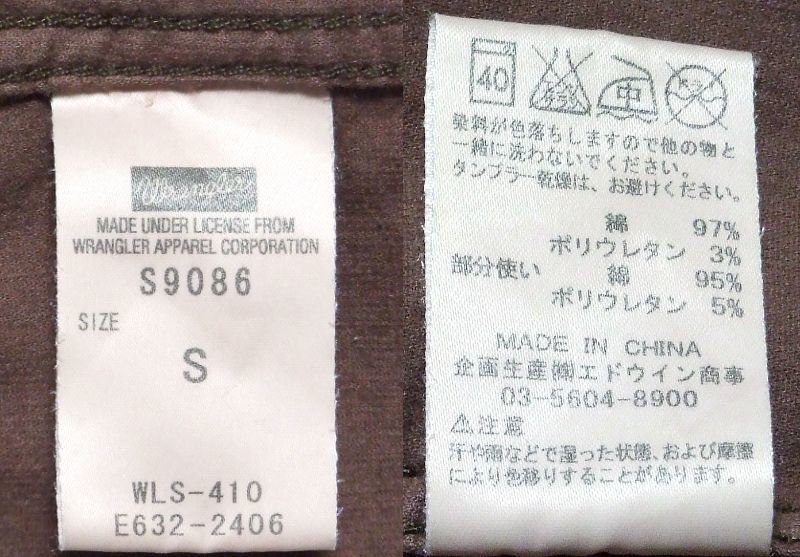 Wrangler
MADE UNDER LICENSE FROM
WRANGLER APPAREL CORPORATION
S9086
SIZE
S
WLS-410
E632-2406
40
エンソ
サラシ
中
染料が色落ちしますので他の物と
一緒に洗わないでください。
タンブラー乾燥は、お避けください。
綿 97%
ポリウレタン 3%
部分使い 綿 95%
ポリウレタン 5%
MADE IN CHINA
企画生産㈱エドウイン商事
03-5604-8900
⚠注意
汗や雨などで湿った状態、および摩擦
により色移りすることがあります。